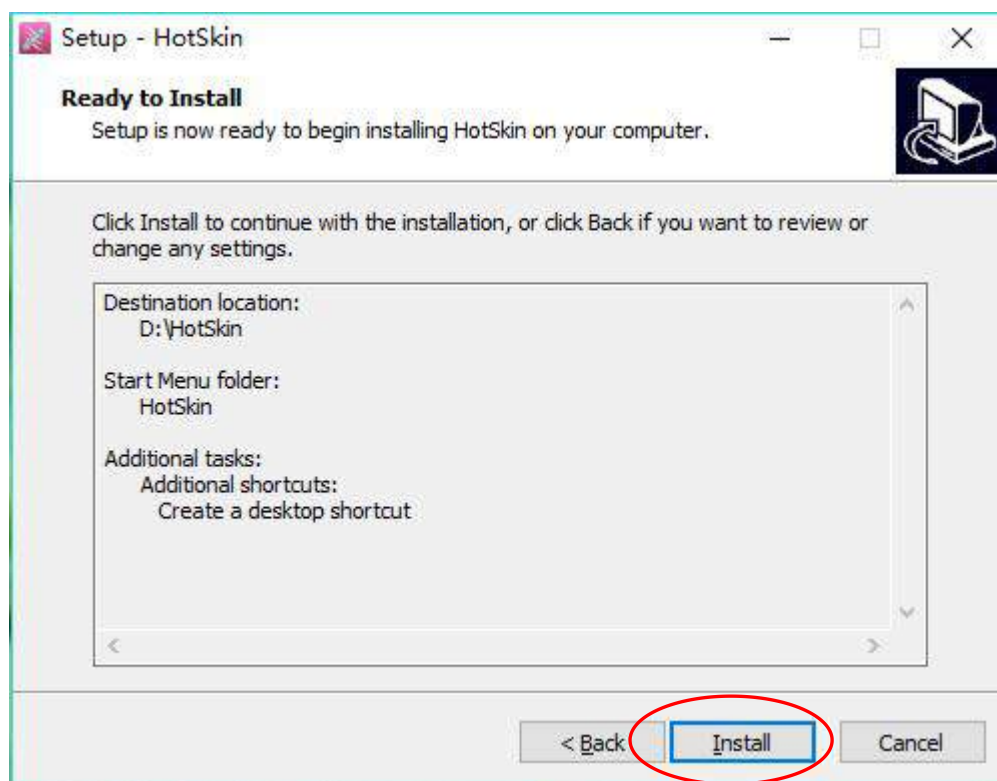 Setup - HotSkin
Ready to Install
Setup is now ready to begin installing HotSkin on your computer.
Click Install to continue with the installation, or click Back if you want to review or
change any settings.
Destination location:
D:\HotSkin
Start Menu folder:
HotSkin
Additional tasks:
Additional shortcuts:
Create a desktop shortcut
< Back
Install
Cancel